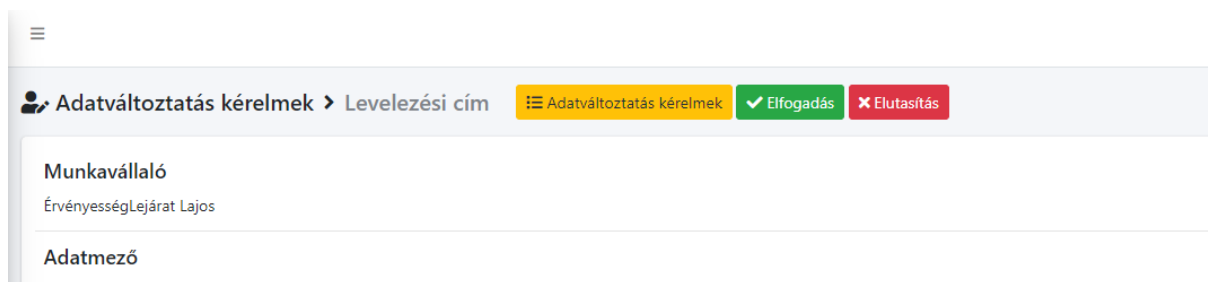 Adatváltoztatás kérelmek > Levelezési cím Adatváltoztatás kérelmek Elfogadás Elutasítás
Munkavállaló
ÉrvényességLejárat Lajos
Adatmező